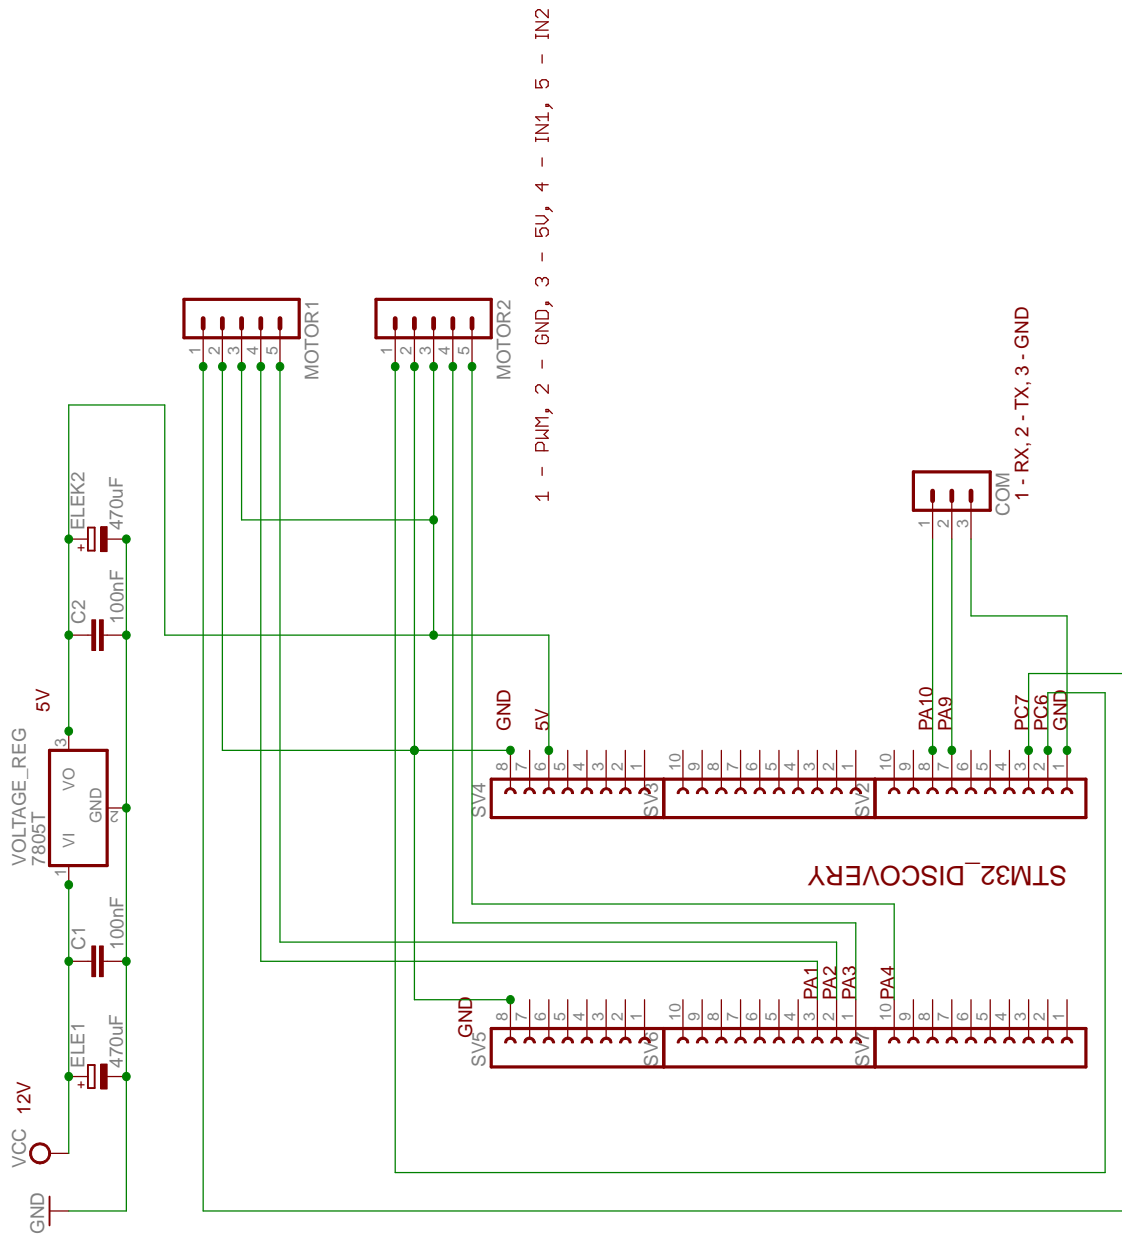 1 - PWM, 2 - GND, 3 - 5V, 4 - IN1, 5 - IN2
MOTOR1
1
2
3
4
5
MOTOR2
1
2
3
4
5
ELEK2
470uF
+
C2
100nF
5V
VOLTAGE_REG
7805T
VI
VO
GND
1
2
3
C1
100nF
ELE1
470uF
+
12V
VCC
GND
COM
1 - RX, 2 - TX, 3 - GND
1
2
3
GND
5V
PA10
PA9
PC7
PC6
GND
SV4
8
7
6
5
4
3
2
1
SV3
10
9
8
7
6
5
4
3
2
1
SV2
10
9
8
7
6
5
4
3
2
1
STM32_DISCOVERY
GND
PA1
PA2
PA3
PA4
SV5
8
7
6
5
4
3
2
1
SV6
10
9
8
7
6
5
4
3
2
1
SV7
10
9
8
7
6
5
4
3
2
1